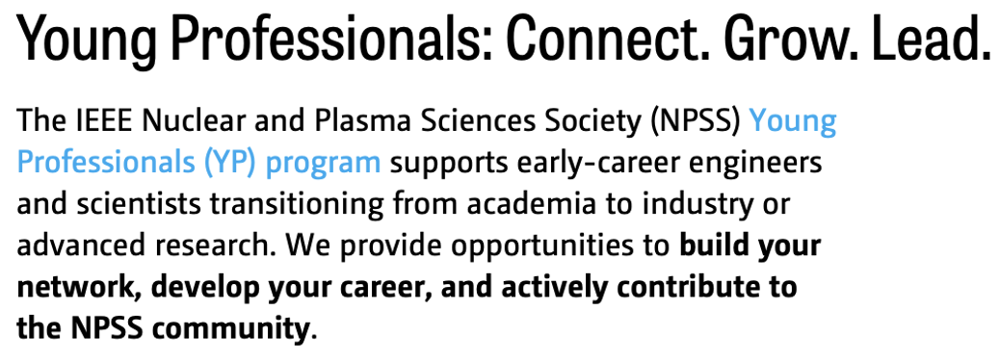 Young Professionals: Connect. Grow. Lead.
The IEEE Nuclear and Plasma Sciences Society (NPSS) Young
Professionals (YP) program supports early-career engineers
and scientists transitioning from academia to industry or
advanced research. We provide opportunities to build your
network, develop your career, and actively contribute to
the NPSS community.